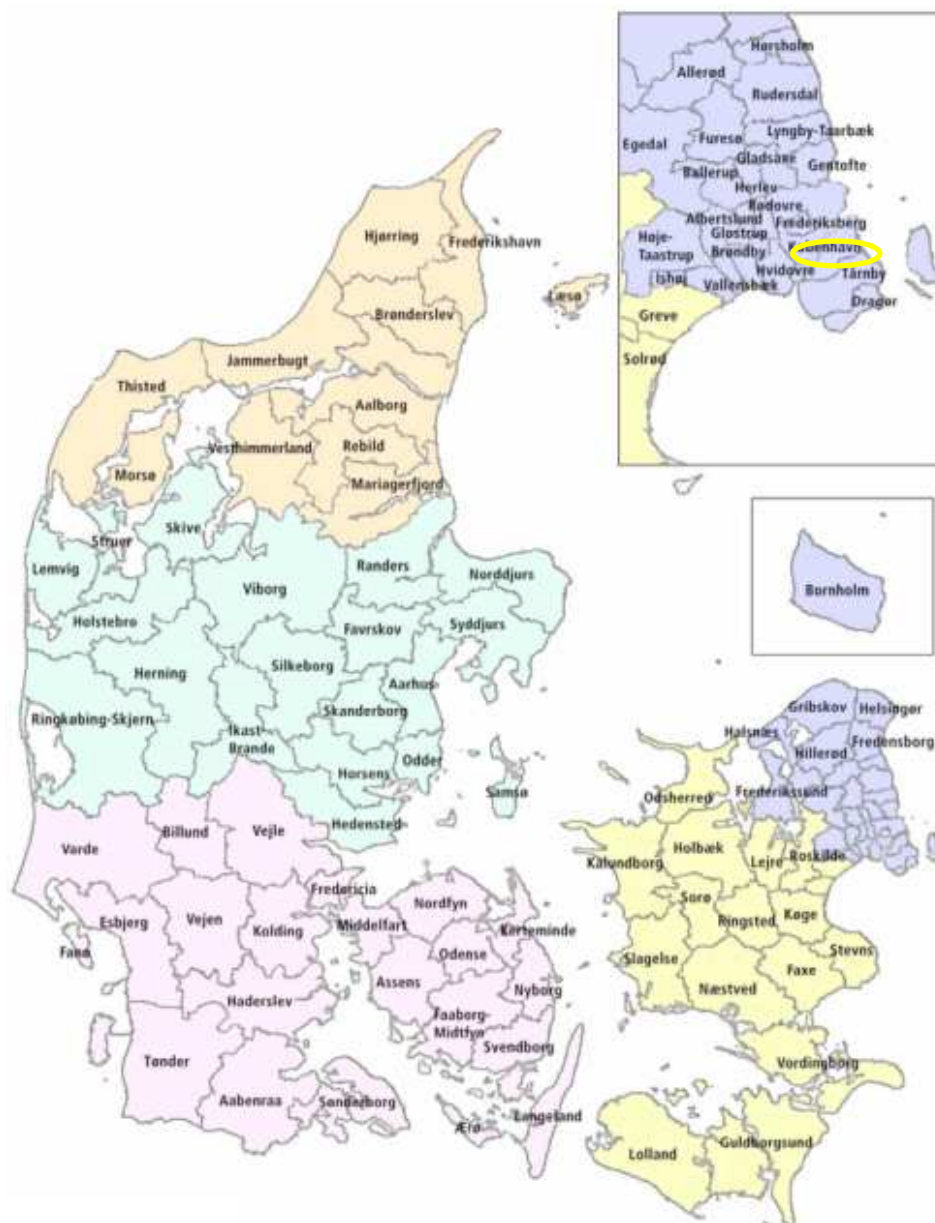 Hørsholm
Allerød
Rudersdal
Egedal
Furesø
Lyngby-Taarbæk
Gladsaxe
Gentofte
Ballerup
Herlev
Rødovre
Albertslund
Frederiksberg
Glostrup
Høje-
Taastrup
Brøndby
København
Ishøj
Hvidovre
Tårnby
Vallensbæk
Dragør
Greve
Solrød
Hjørring
Frederikshavn
Læsø
Brønderslev
Jammerbugt
Thisted
Aalborg
Vesthimmerland
Rebild
Morsø
Mariagerfjord
Skive
Struer
Lemvig
Randers
Norddjurs
Viborg
Bornholm
Holstebro
Favrskov
Syddjurs
Silkeborg
Herning
Aarhus
Skanderborg
Ringkøbing-Skjern
Ikast-
Brande
Odder
Horsens
Samsø
Hedensted
Gribskov
Helsingør
Halsnæs
Fredensborg
Hillerød
Frederikssund
Odsherred
Billund
Vejle
Varde
Holbæk
Kalundborg
Lejre
Roskilde
Fredericia
Nordfyn
Sorø
Esbjerg
Vejen
Kolding
Middelfart
Kerteminde
Ringsted
Køge
Fanø
Odense
Slagelse
Stevns
Assens
Nyborg
Næstved
Faxe
Haderslev
Faaborg-
Midtfyn
Svendborg
Tønder
Vordingborg
Aabenraa
Sønderborg
Ærø
Langeland
Lolland
Guldborgsund